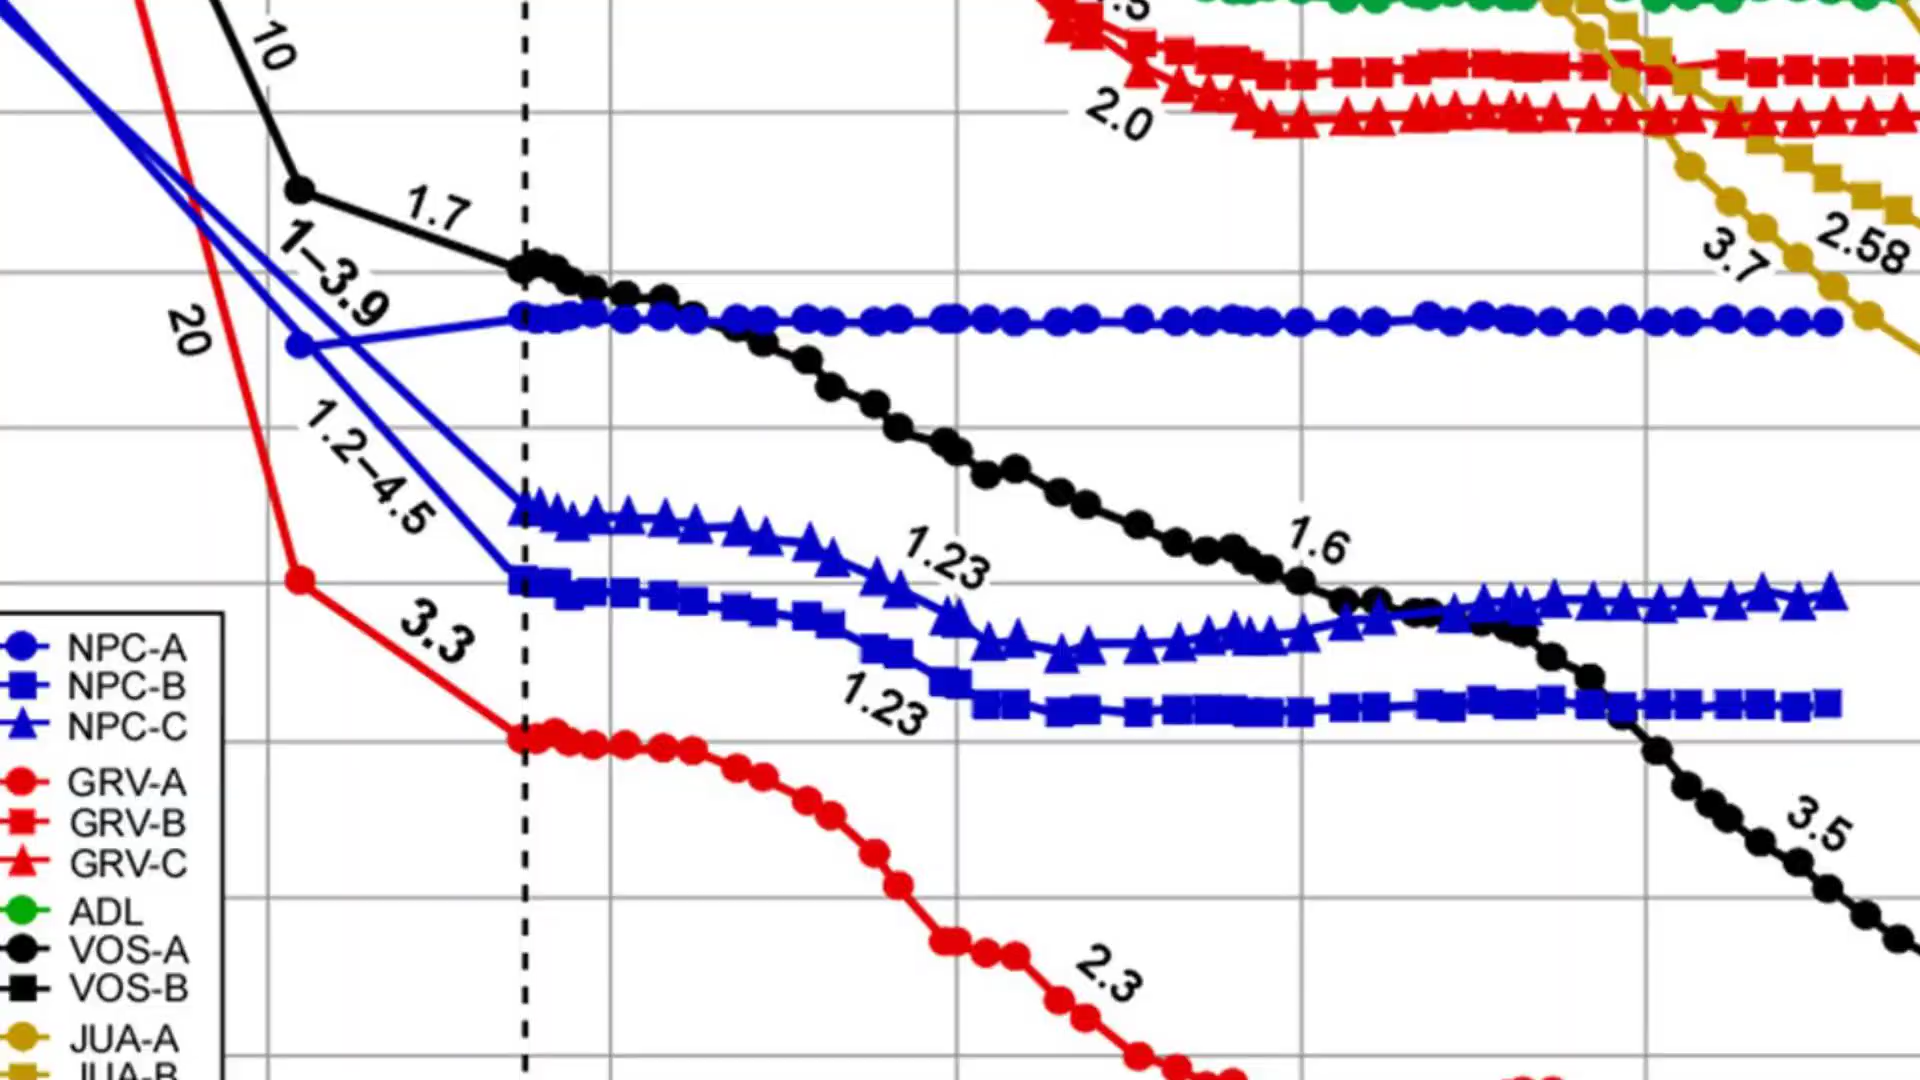 10
.5
2.0
1.7
1–3.9
3.7
2.58
20
1.2–4.5
1.23
1.6
3.3
1.23
3.5
2.3
NPC-A
NPC-B
NPC-C
GRV-A
GRV-B
GRV-C
ADL
VOS-A
VOS-B
JUA-A
JUA-B